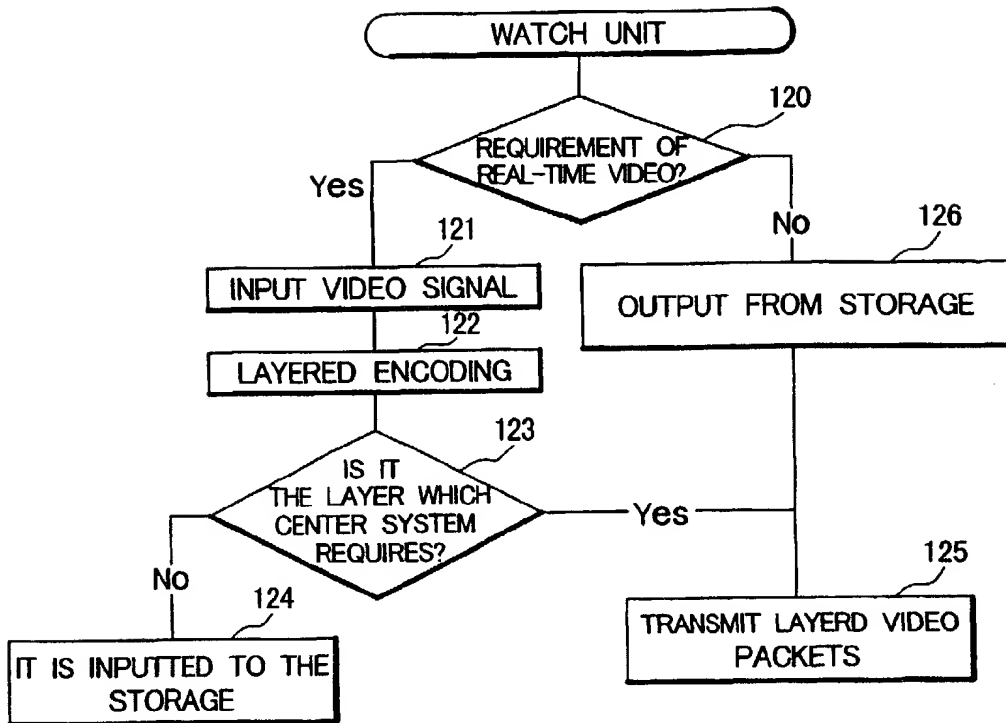 WATCH UNIT
120
REQUIREMENT OF
REAL-TIME VIDEO?
Yes
No
121
126
INPUT VIDEO SIGNAL
OUTPUT FROM STORAGE
122
LAYERED ENCODING
123
IS IT
THE LAYER WHICH
CENTER SYSTEM
REQUIRES?
Yes
No
124
125
IT IS INPUTTED TO THE
STORAGE
TRANSMIT LAYERD VIDEO
PACKETS